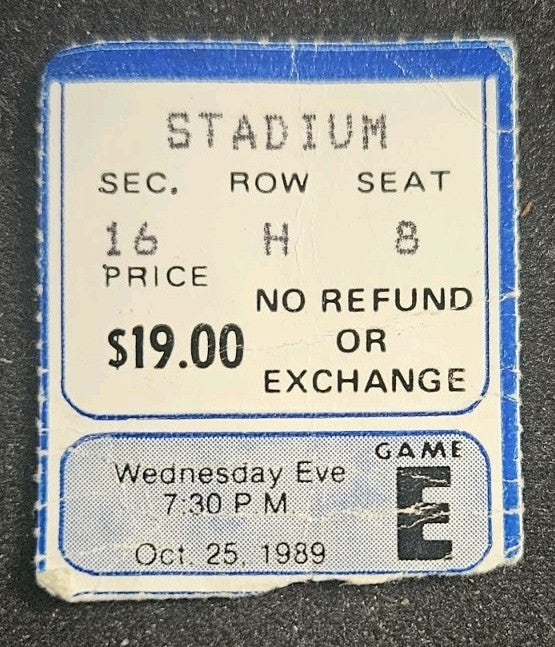 STADIUM
SEC. ROW SEAT
16 H 8
PRICE
$19.00
NO REFUND
OR
EXCHANGE
Wednesday Eve
7:30 P.M.
Oct. 25, 1989
GAME
E